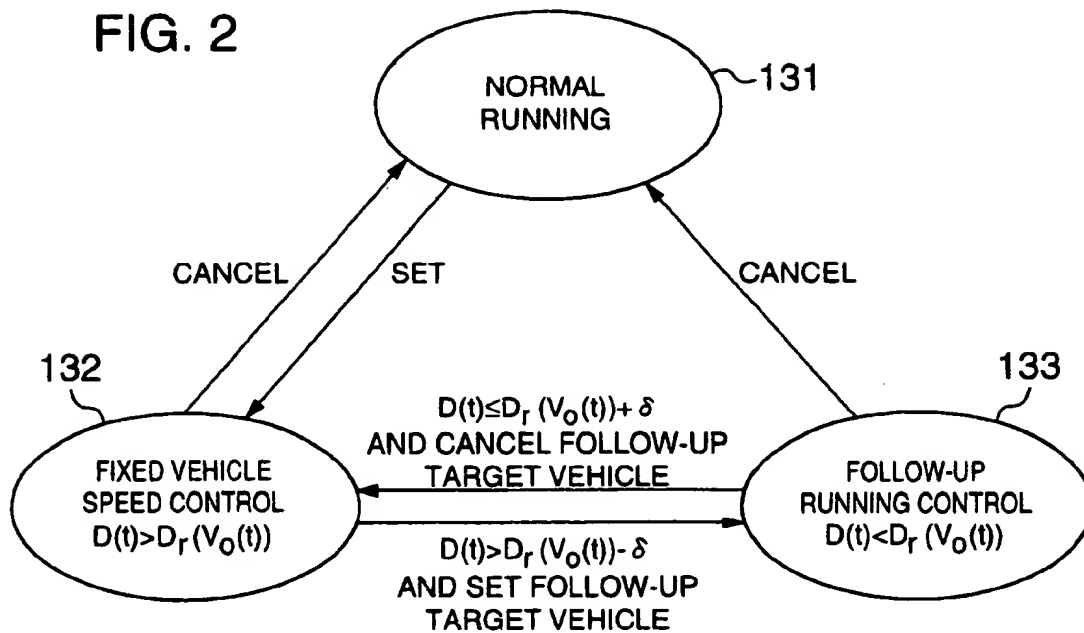 FIG. 2
NORMAL
RUNNING
131
CANCEL
SET
CANCEL
132
133
D(t)≤Dr (Vo(t))+ δ
AND CANCEL FOLLOW-UP
TARGET VEHICLE
FIXED VEHICLE
SPEED CONTROL
D(t)>Dr (Vo(t))
FOLLOW-UP
RUNNING CONTROL
D(t)<Dr (Vo(t))
D(t)>Dr (Vo(t))-δ
AND SET FOLLOW-UP
TARGET VEHICLE